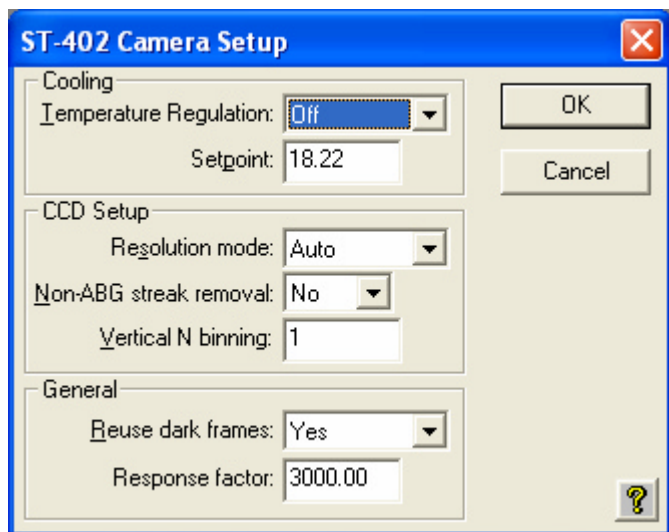 ST-402 Camera Setup
Cooling
Temperature Regulation: Off
Setpoint: 18.22
OK
Cancel
CCD Setup
Resolution mode: Auto
Non-ABG streak removal: No
Vertical N binning: 1
General
Reuse dark frames: Yes
Response factor: 3000.00
?